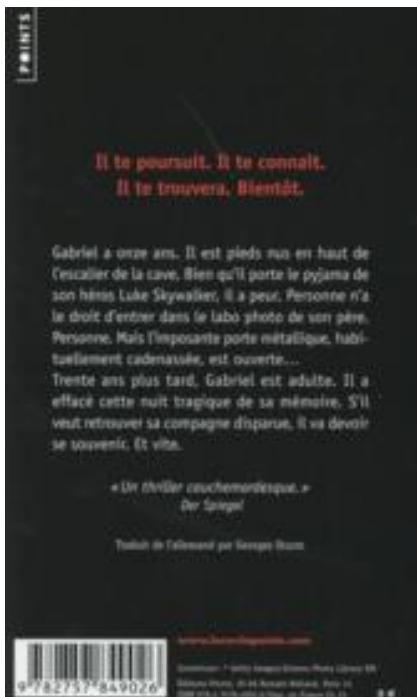 POINTS
Il te poursuit. Il te connaît.
Il te trouvera. Bientôt.
Gabriel a onze ans. Il est pieds nus en haut de
l'escalier de la cave. Bien qu'il porte le pyjama de
son héros Luke Skywalker, il a peur. Personne n'a
le droit d'entrer dans le labo photo de son père.
Personne. Mais l'imposante porte métallique, habi-
tuellement cadenassée, est ouverte...
Trente ans plus tard, Gabriel est adulte. Il a
effacé cette nuit tragique de sa mémoire. S'il
veut retrouver sa compagne disparue, il va devoir
se souvenir. Et vite.
« Un thriller cauchemardesque. »
Der Spiegel
Traduit de l'allemand par Georges
9 782757 849026